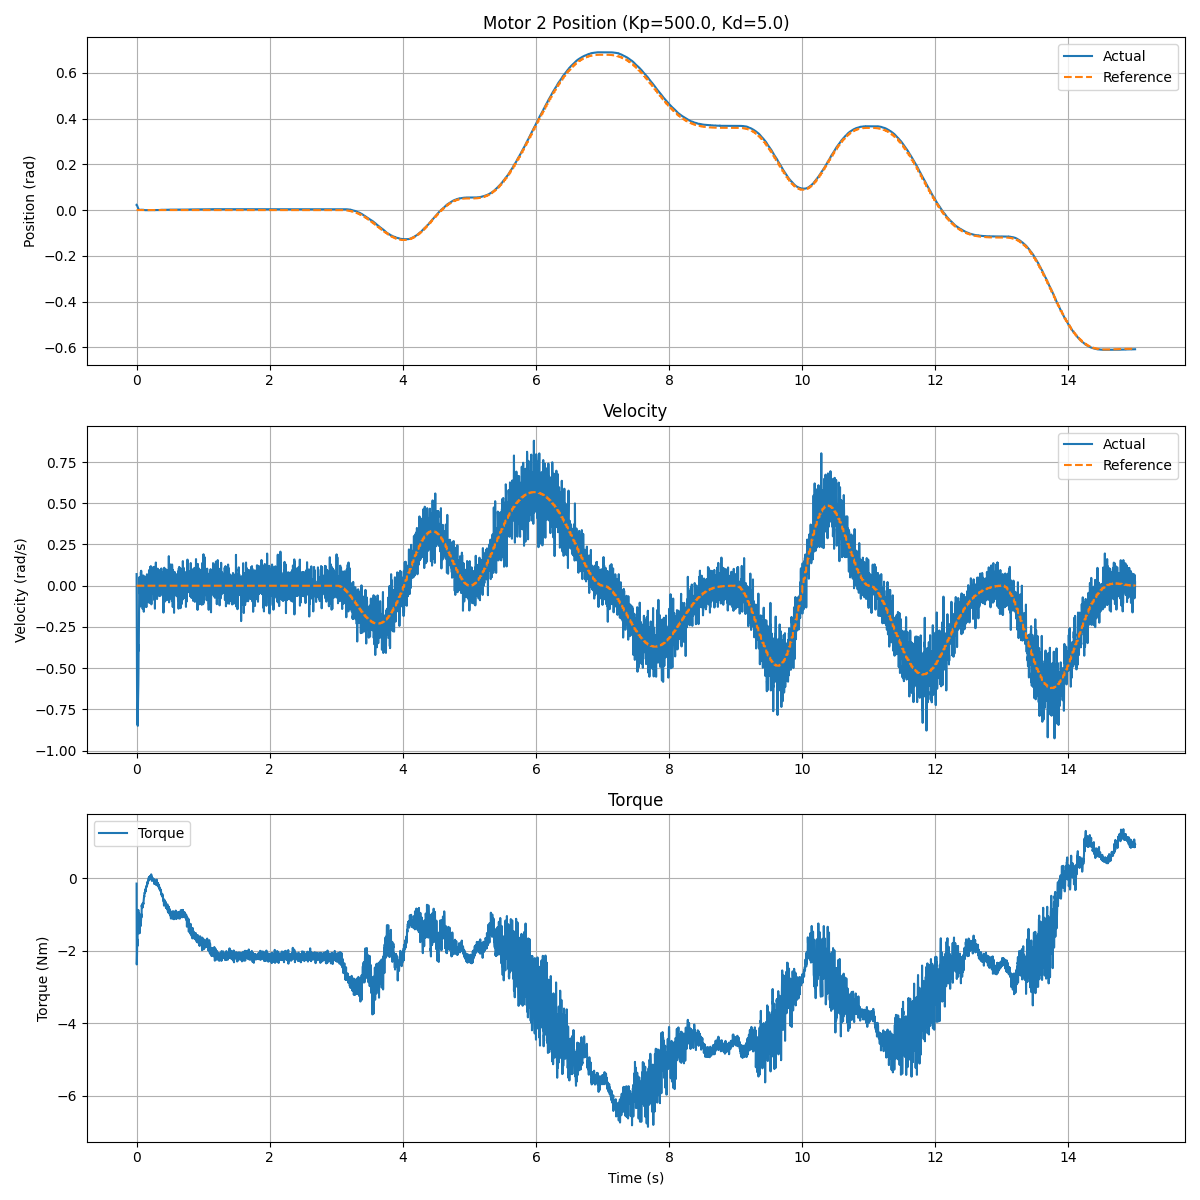 Motor 2 Position (Kp=500.0, Kd=5.0)
Actual
Reference
0.6
0.4
0.2
0.0
−0.2
−0.4
−0.6
Position (rad)
0 2 4 6 8 10 12 14
Velocity
Actual
Reference
0.75
0.50
0.25
0.00
−0.25
−0.50
−0.75
−1.00
Velocity (rad/s)
0 2 4 6 8 10 12 14
Torque
Torque
0
−2
−4
−6
Torque (Nm)
0 2 4 6 8 10 12 14
Time (s)